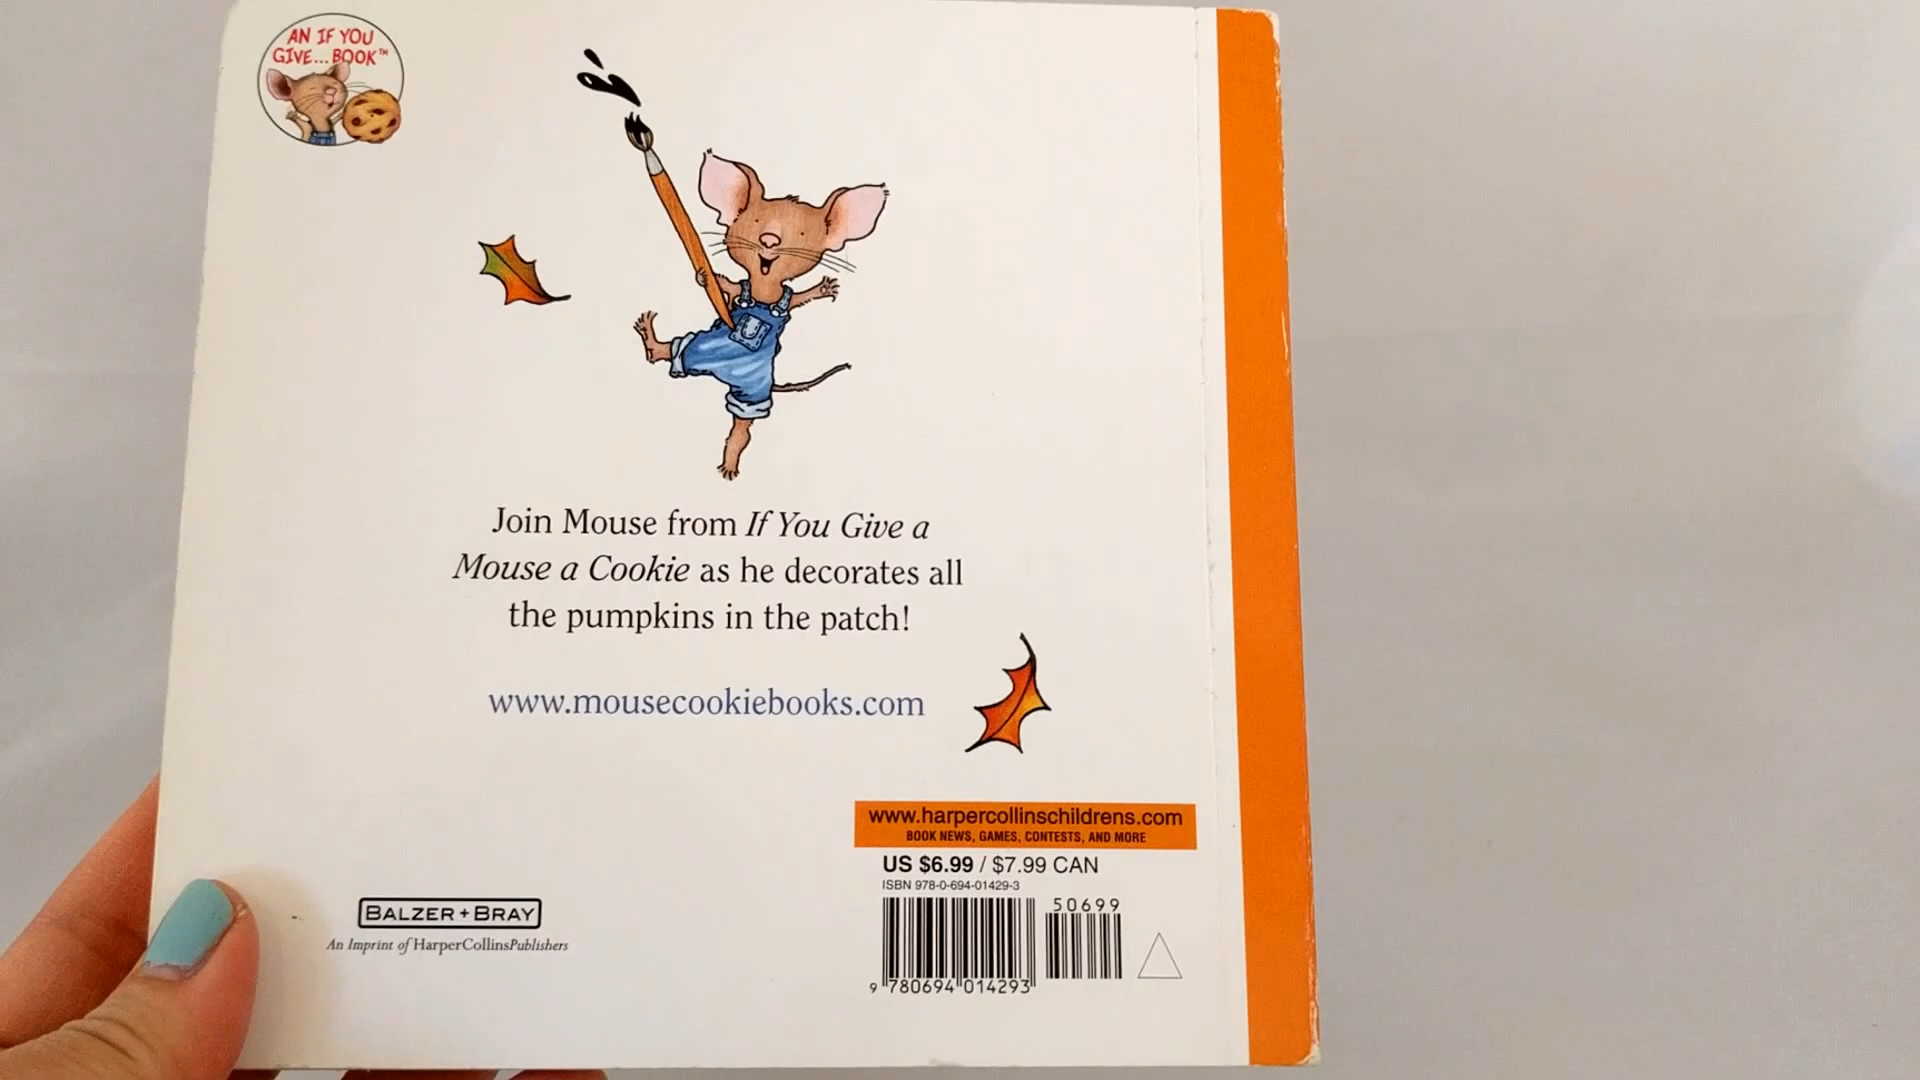 AN IF YOU
GIVE... BOOK™
Join Mouse from If You Give a
Mouse a Cookie as he decorates all
the pumpkins in the patch!
www.mousecookiebooks.com
www.harpercollinschildrens.com
BOOK NEWS, GAMES, CONTESTS, AND MORE
US $6.99 / $7.99 CAN
ISBN 978-0-694-01429-3
50699
9 780694 014293
BALZER + BRAY
An Imprint of HarperCollinsPublishers